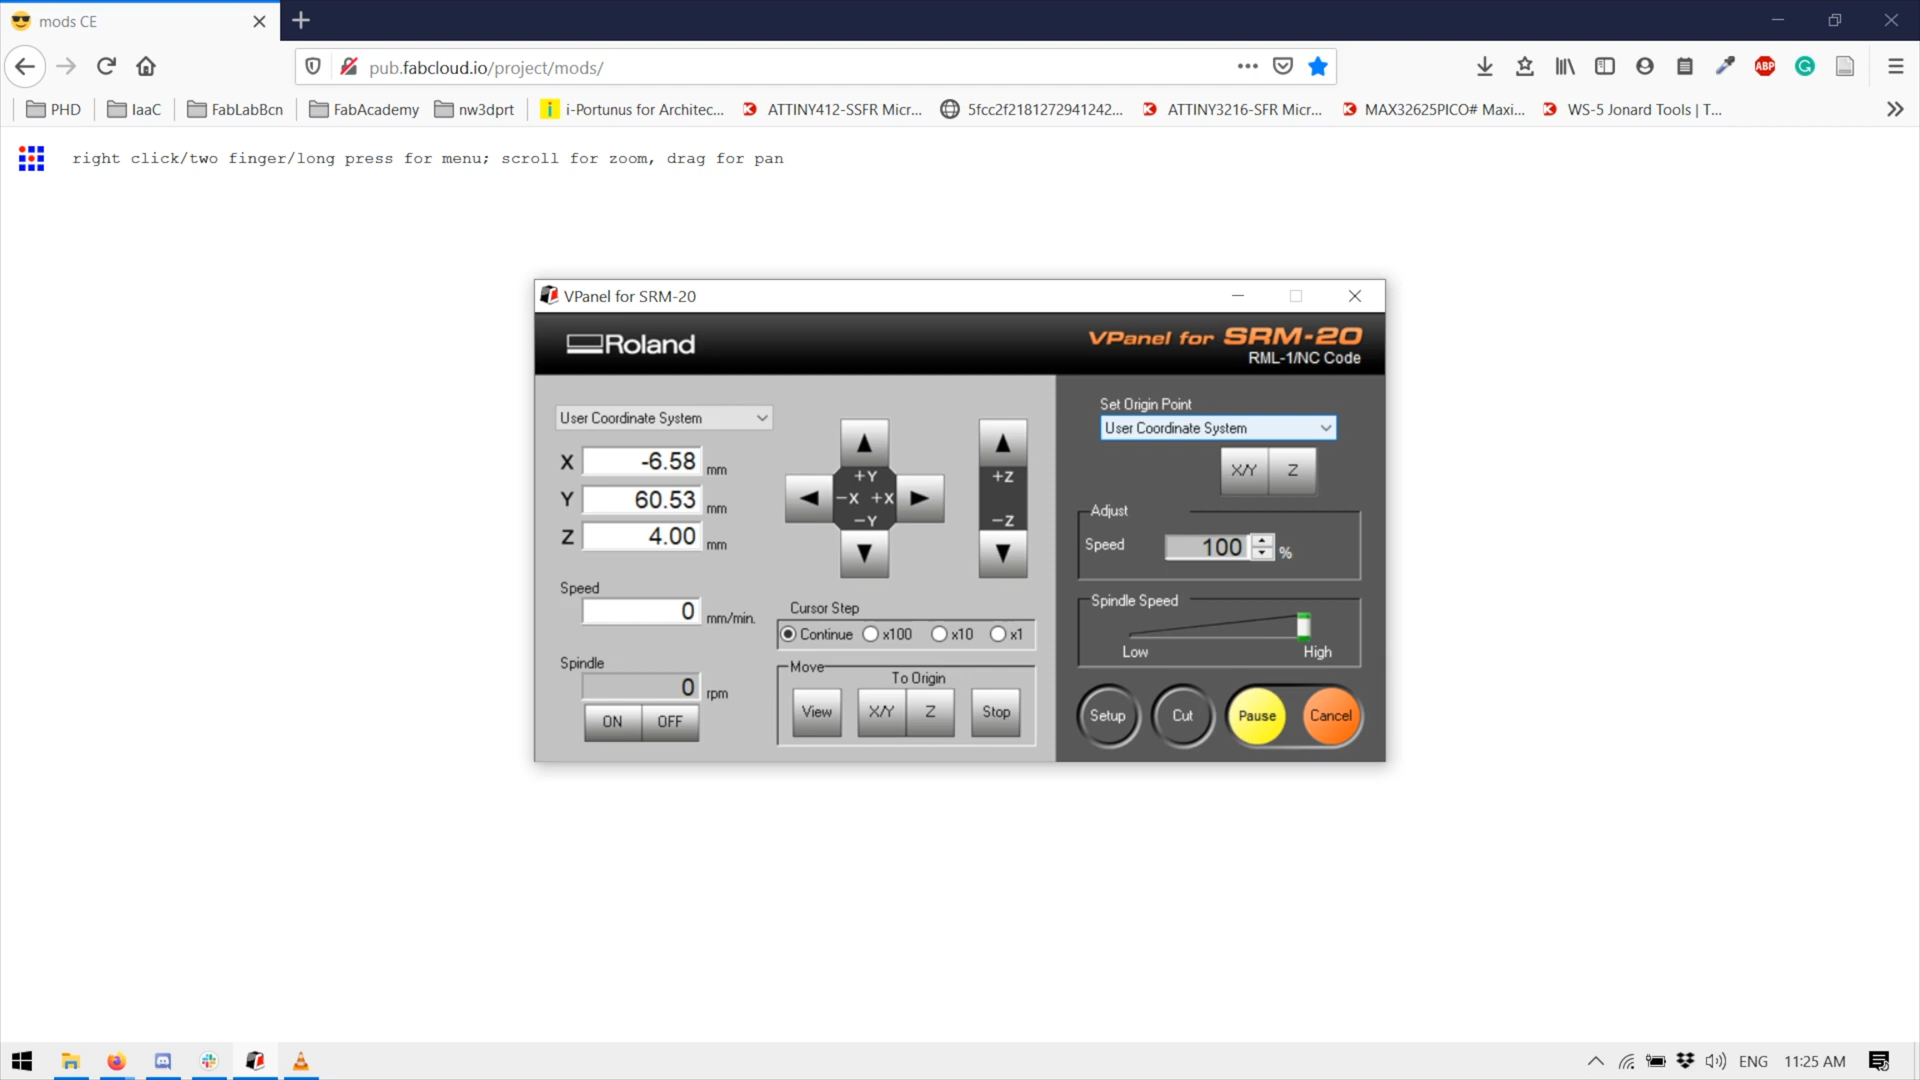 mods CE
pub.fabcloud.io/project/mods/
ABP
PHD
IaaC
FabLabBcn
FabAcademy
nw3dprt
i-Portunus for Architec...
ATTINY412-SSFR Micr...
5fcc2f2181272941242...
ATTINY3216-SFR Micr...
MAX32625PICO# Maxi...
WS-5 Jonard Tools | T...
right click/two finger/long press for menu; scroll for zoom, drag for pan
VPanel for SRM-20
Roland
VPanel for SRM-20
RML-1/NC Code
User Coordinate System
X -6.58 mm
Y 60.53 mm
Z 4.00 mm
Speed
0 mm/min.
Spindle
0 rpm
ON OFF
+Y
-X +X
-Y
+Z
-Z
Cursor Step
Continue x100 x10 x1
Move
To Origin
View X/Y Z Stop
Set Origin Point
User Coordinate System
X/Y Z
Adjust
Speed 100 %
Spindle Speed
Low High
Setup Cut Pause Cancel
ENG 11:25 AM